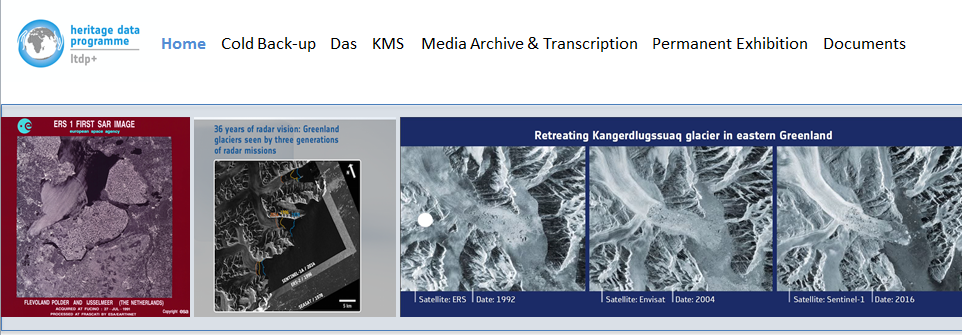 heritage data
programme
ltdp+
Home Cold Back-up Das KMS Media Archive & Transcription Permanent Exhibition Documents
ERS 1 FIRST SAR IMAGE
european space agency
FLEVOLAND POLDER AND IJSSELMEER (THE NETHERLANDS)
ACQUIRED AT FUCINO : 27 - JUL - 1991
PROCESSED AT FRASCATI BY ESA/EARTHNET
Copyright esa
36 years of radar vision: Greenland
glaciers seen by three generations
of radar missions
SENTINEL-1A / 2014
SEASAT / 1978
5 km
Retreating Kangerdlugssuaq glacier in eastern Greenland
Satellite: ERS Date: 1992
Satellite: Envisat Date: 2004
Satellite: Sentinel-1 Date: 2016